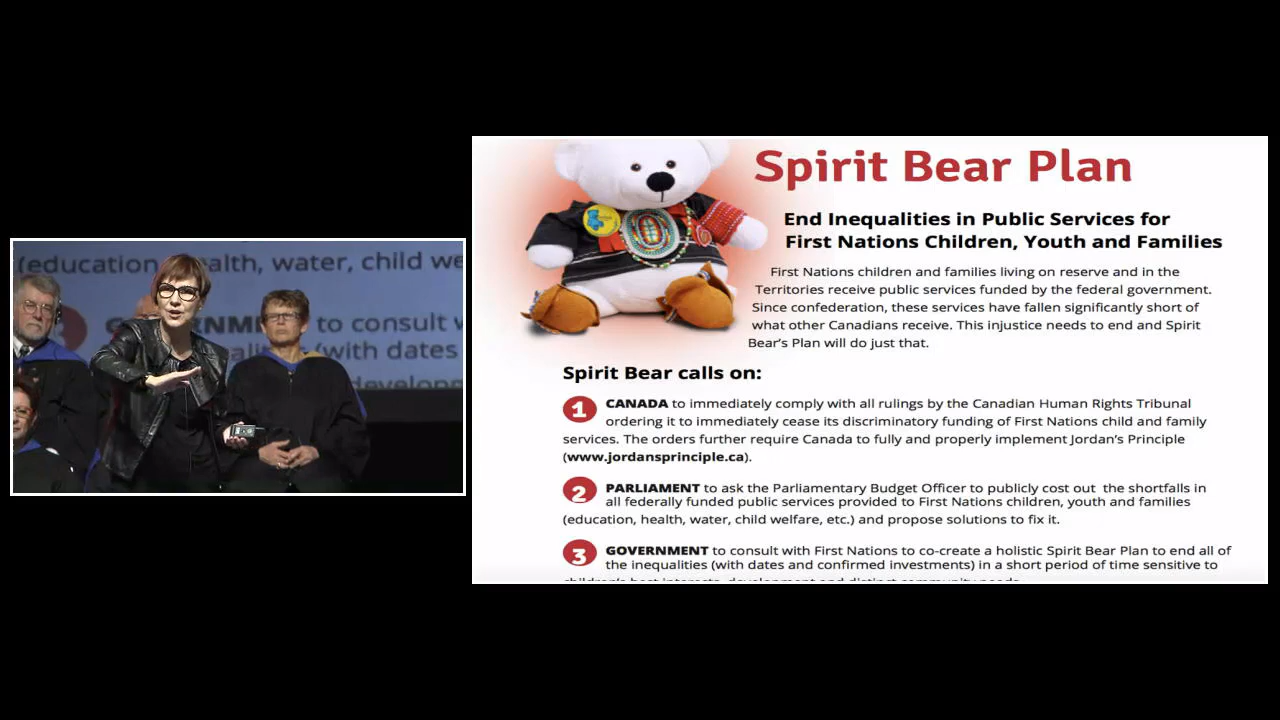 (education, health, water, child we
to consult w
(with dates
Spirit Bear Plan
End Inequalities in Public Services for
First Nations Children, Youth and Families
First Nations children and families living on reserve and in the
Territories receive public services funded by the federal government.
Since confederation, these services have fallen significantly short of
what other Canadians receive. This injustice needs to end and Spirit
Bear's Plan will do just that.
Spirit Bear calls on:
1 CANADA to immediately comply with all rulings by the Canadian Human Rights Tribunal
ordering it to immediately cease its discriminatory funding of First Nations child and family
services. The orders further require Canada to fully and properly implement Jordan's Principle
(www.jordansprinciple.ca).
2 PARLIAMENT to ask the Parliamentary Budget Officer to publicly cost out the shortfalls in
all federally funded public services provided to First Nations children, youth and families
(education, health, water, child welfare, etc.) and propose solutions to fix it.
3 GOVERNMENT to consult with First Nations to co-create a holistic Spirit Bear Plan to end all of
the inequalities (with dates and confirmed investments) in a short period of time sensitive to
children's best interests, development and distinct community needs.